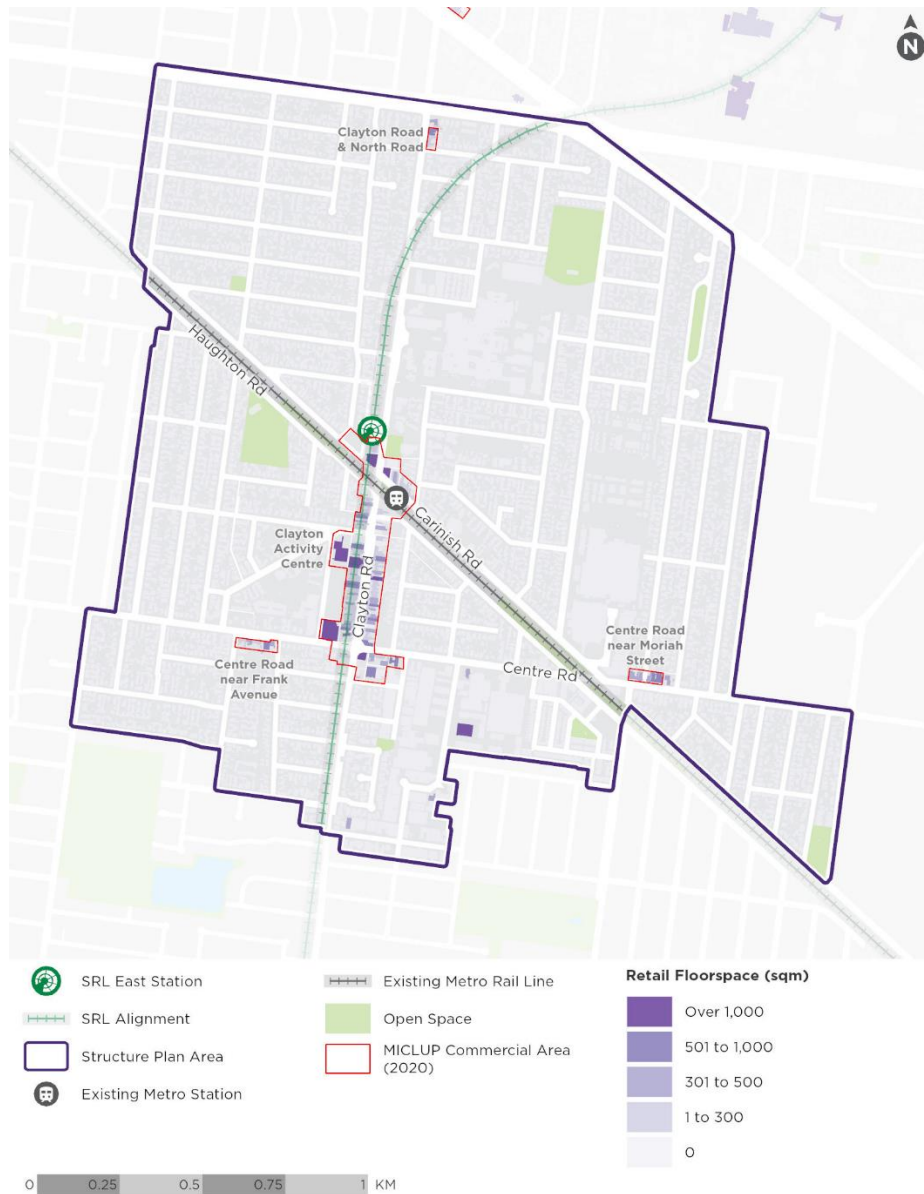 N
Clayton Road
& North Road
Haughton Rd
Carinish Rd
Clayton
Activity
Centre
Clayton Rd
Centre Road
near Frank
Avenue
Centre Rd
Centre Road
near Moriah
Street
SRL East Station
SRL Alignment
Structure Plan Area
Existing Metro Station
Existing Metro Rail Line
Open Space
MICLUP Commercial Area
(2020)
Retail Floorspace (sqm)
Over 1,000
501 to 1,000
301 to 500
1 to 300
0
0 0.25 0.5 0.75 1 KM